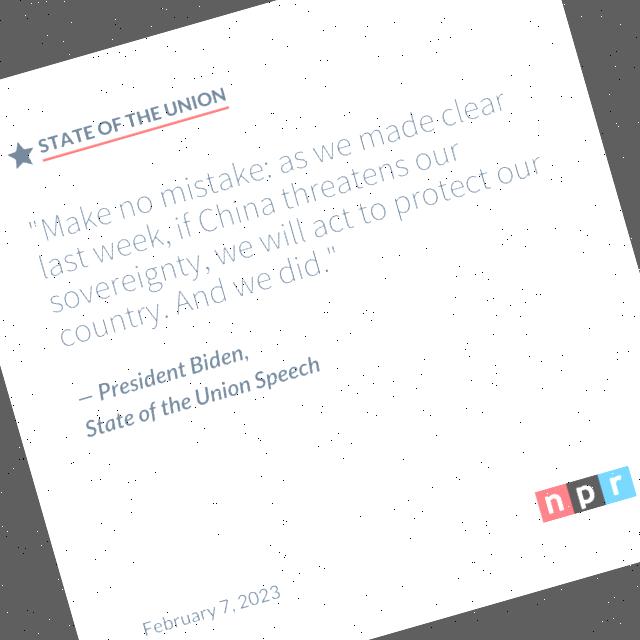 STATE OF THE UNION
"Make no mistake: as we made clear
last week, if China threatens our
sovereignty, we will act to protect our
country. And we did."
– President Biden,
State of the Union Speech
npr
February 7, 2023